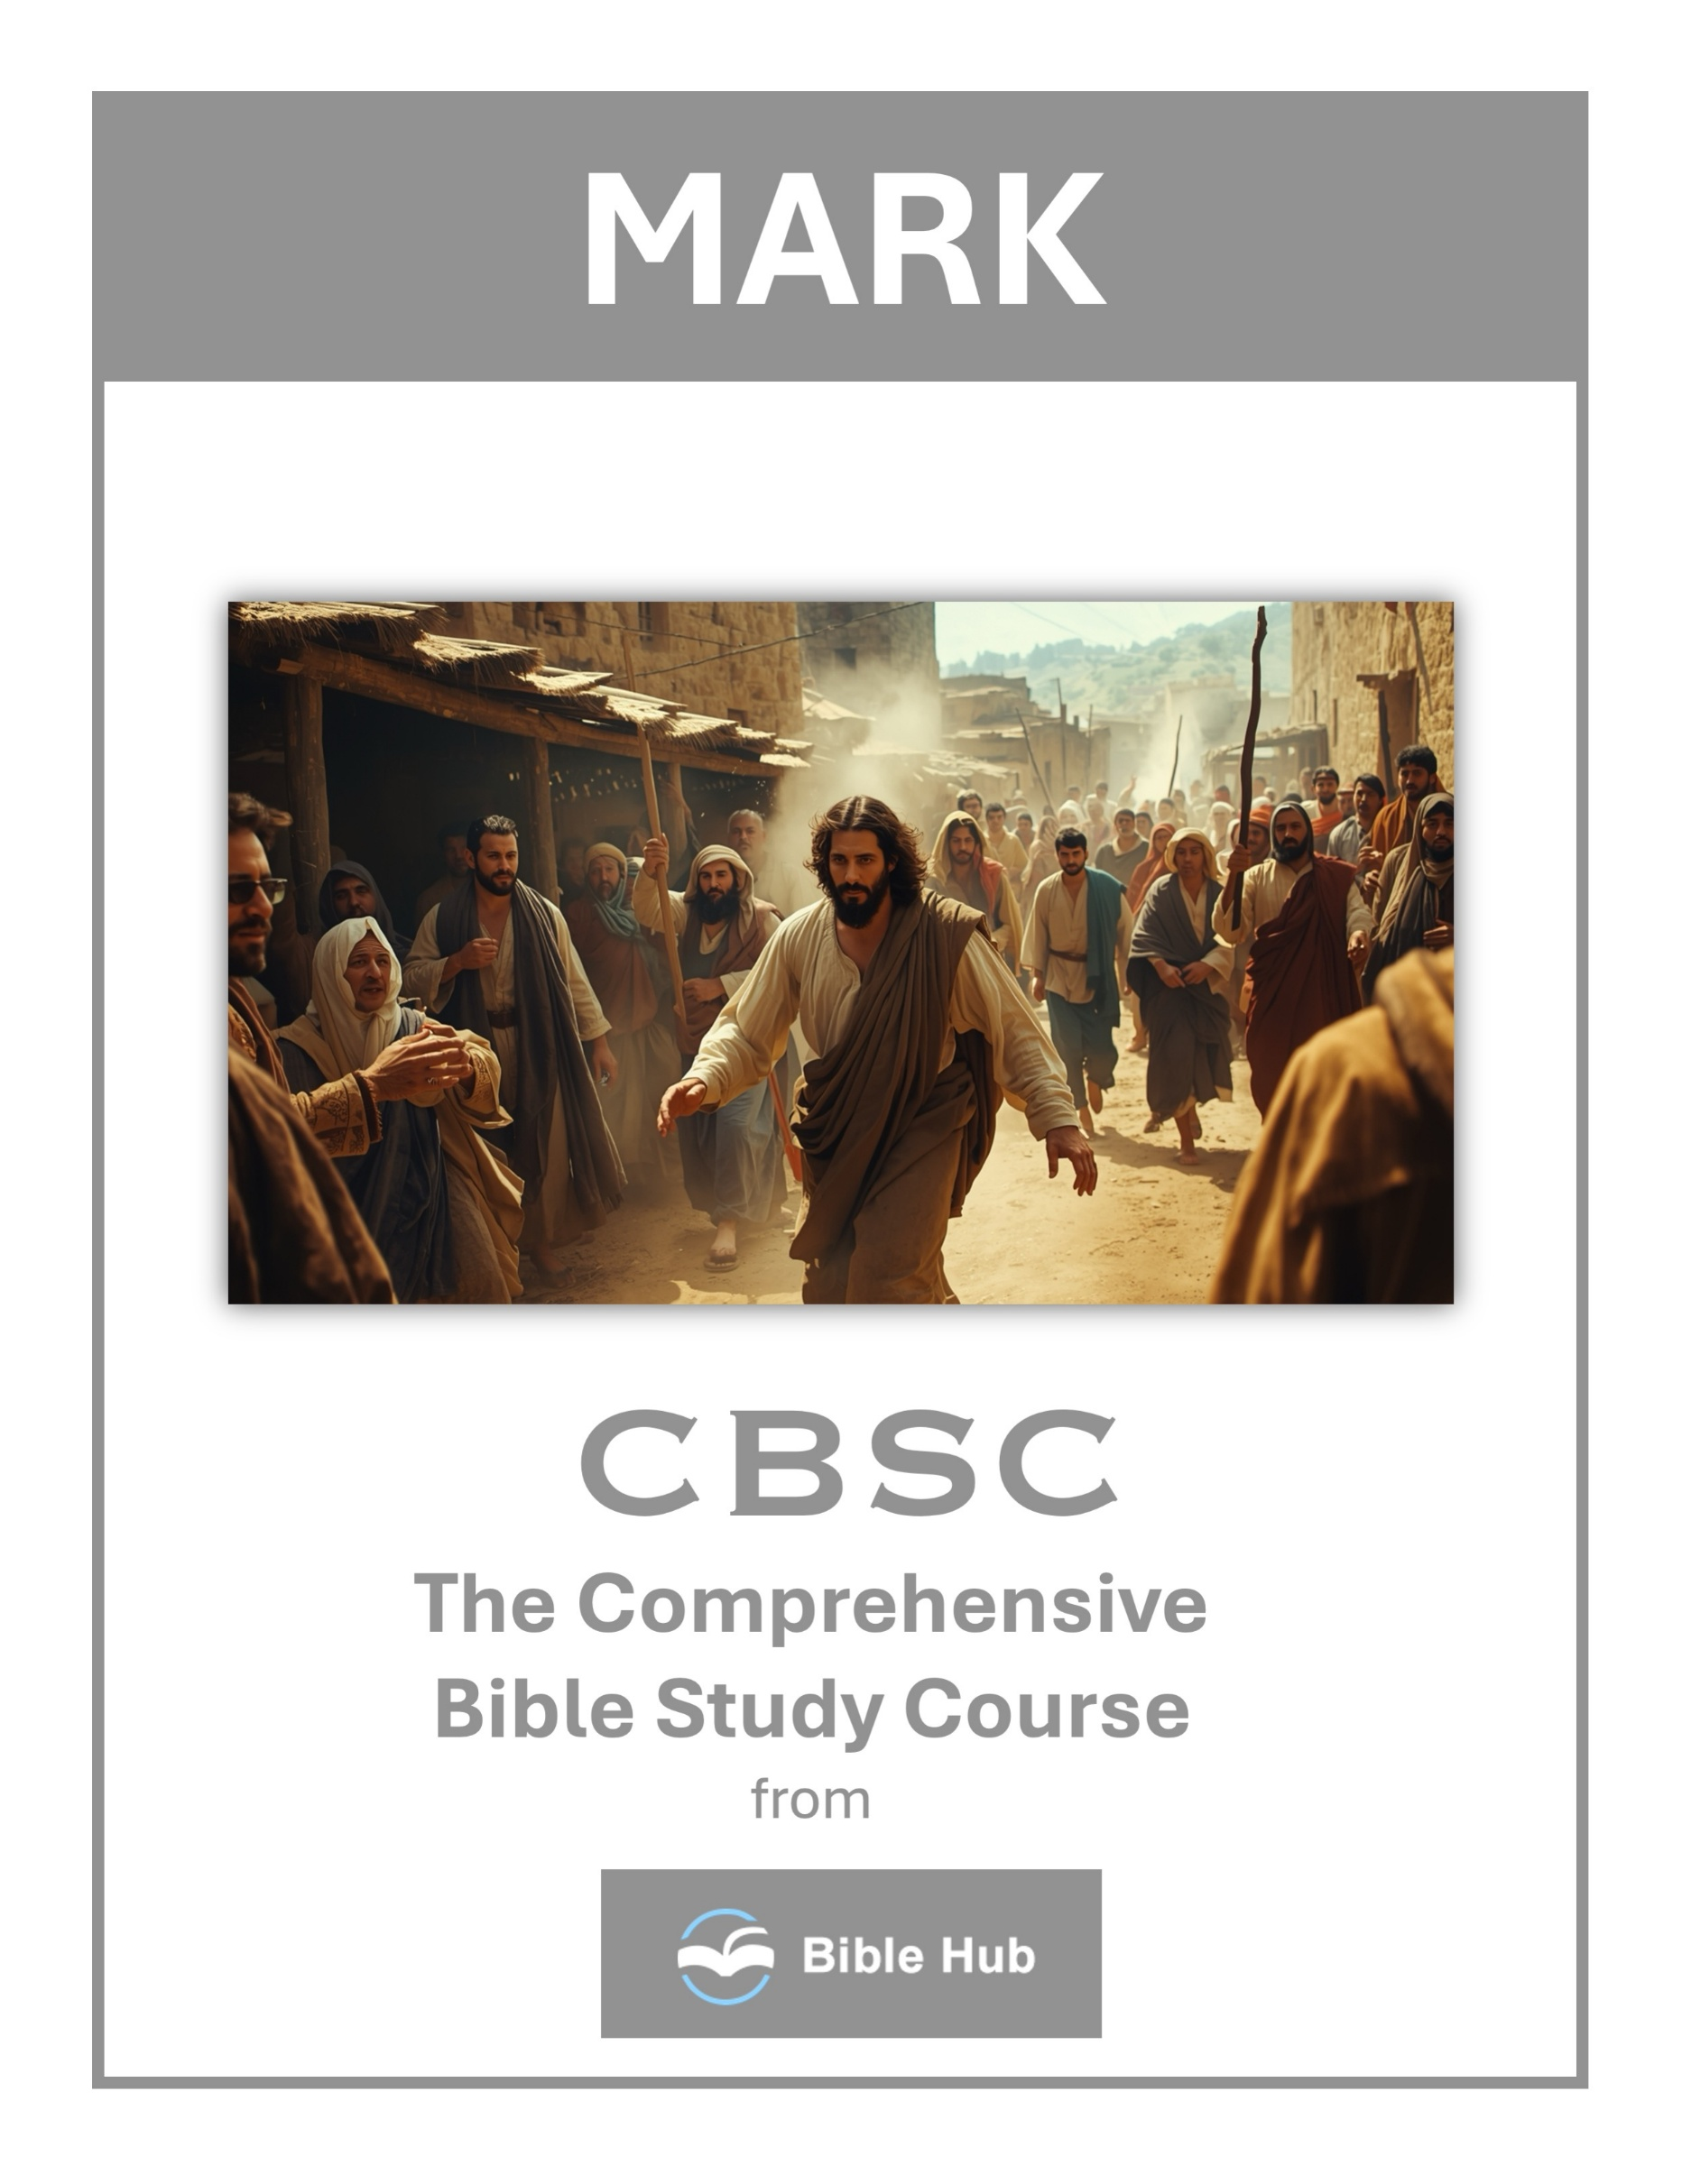 MARK
CBSC
The Comprehensive
Bible Study Course
from
Bible Hub